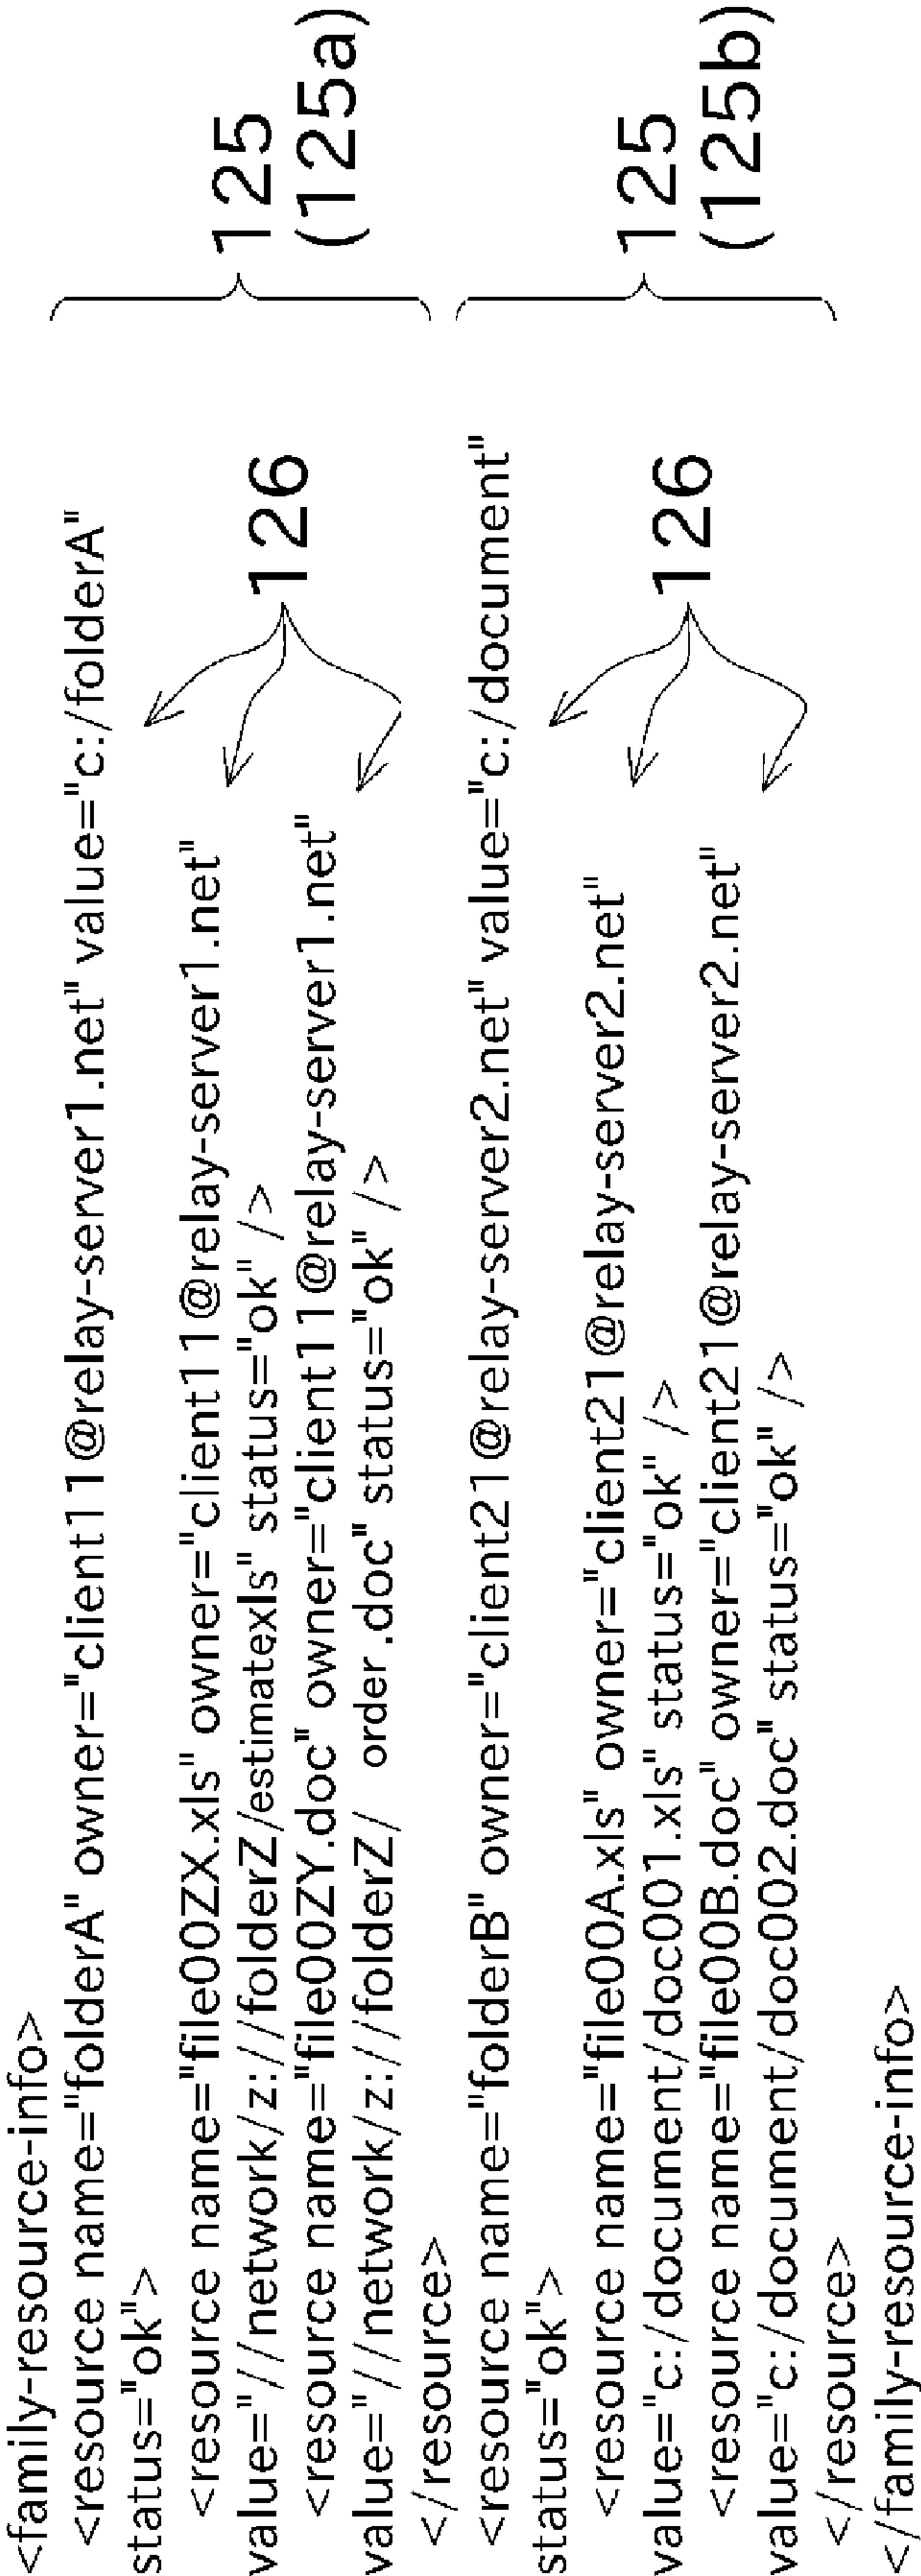 <family-resource-info>
<resource name="folderA" owner="client11@relay-server1.net" value="c:/folderA"
status="ok">
<resource name="file00ZX.xls" owner="client11@relay-server1.net"
value="//network/z://folderZ/estimatexls" status="ok" />
<resource name="file00ZY.doc" owner="client11@relay-server1.net"
value="//network/z://folderZ/ order.doc" status="ok" />
</resource>
<resource name="folderB" owner="client21@relay-server2.net" value="c:/document"
status="ok">
<resource name="file00A.xls" owner="client21@relay-server2.net"
value="c:/document/doc001.xls" status="ok" />
<resource name="file00B.doc" owner="client21@relay-server2.net"
value="c:/document/doc002.doc" status="ok" />
</resource>
</family-resource-info>
126
125
(125a)
126
125
(125b)